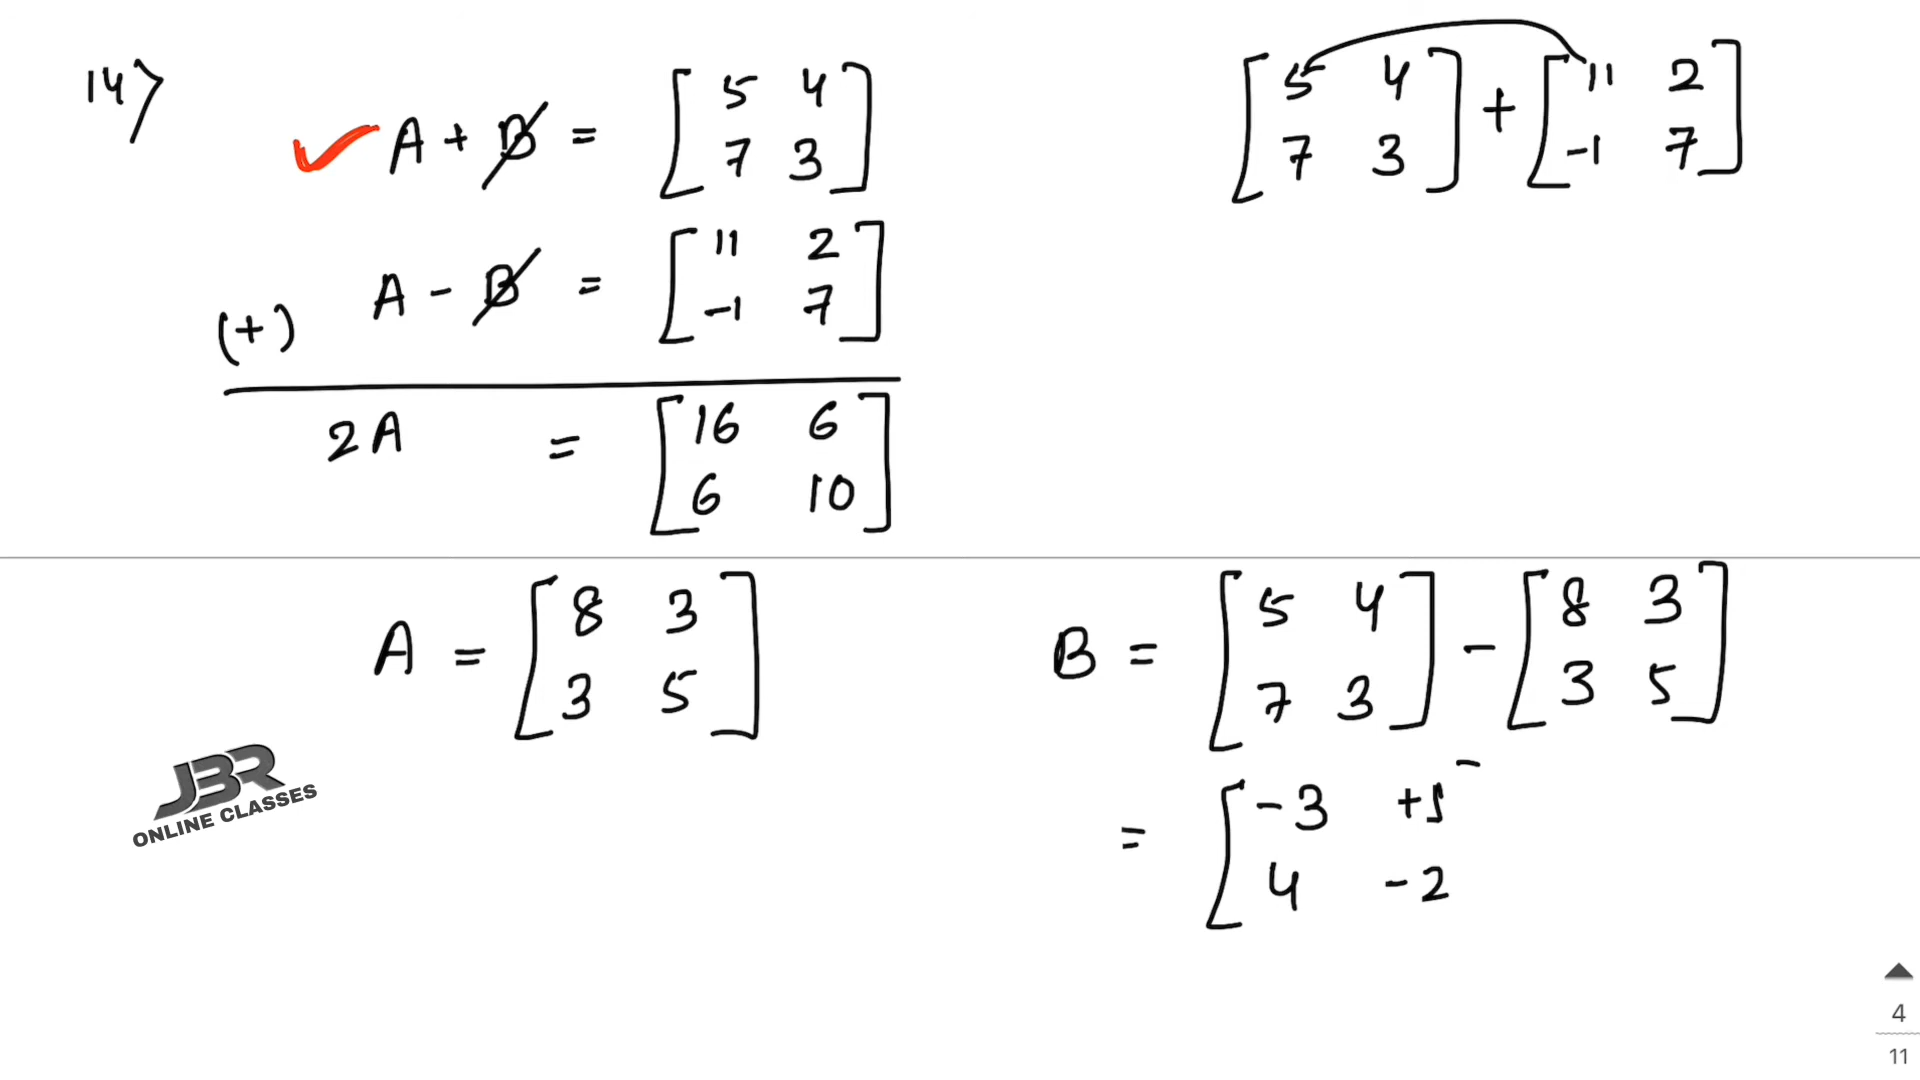 14>
A + B = [5 4
7 3]
[5 4
7 3] + [11 2
-1 7]
(+) A - B = [11 2
-1 7]
2A = [16 6
6 10]
A = [8 3
3 5]
B = [5 4
7 3] - [8 3
3 5]
= [-3 +1
4 -2
JBR
ONLINE CLASSES
4
11